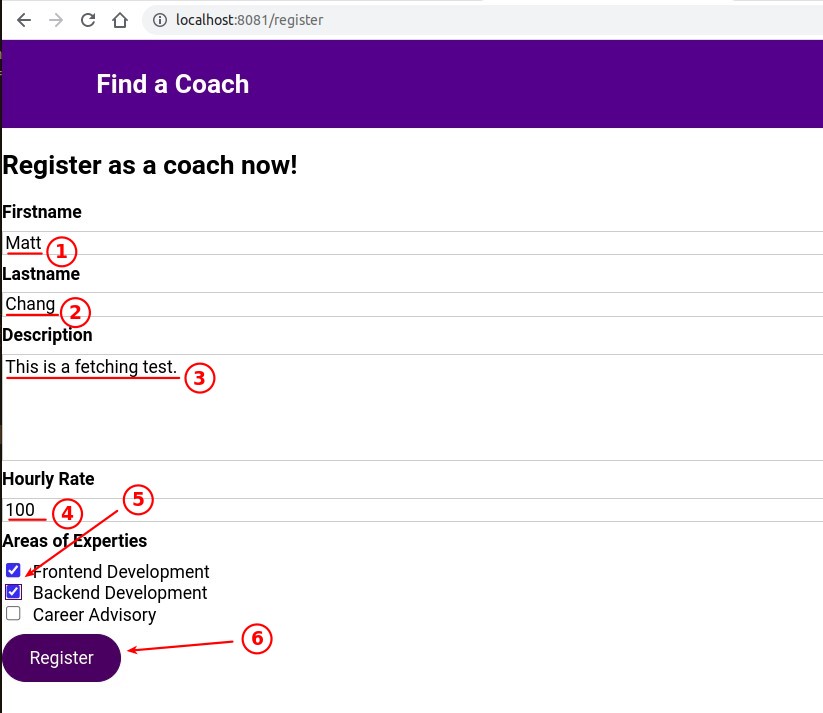 localhost:8081/register
Find a Coach
Register as a coach now!
Firstname
Matt 1
Lastname
Chang 2
Description
This is a fetching test. 3
Hourly Rate
5
100 4
Areas of Experties
Frontend Development
Backend Development
Career Advisory
Register 6